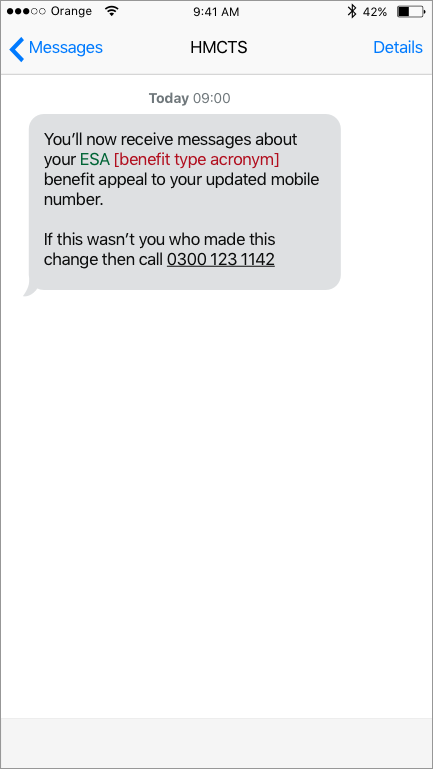 Orange 9:41 AM 42%
Messages HMCTS Details
Today 09:00
You’ll now receive messages about
your ESA [benefit type acronym]
benefit appeal to your updated mobile
number.
If this wasn’t you who made this
change then call 0300 123 1142